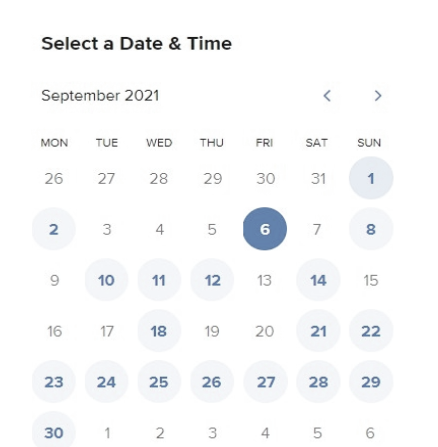 Select a Date & Time
September 2021
MON TUE WED THU FRI SAT SUN
26 27 28 29 30 31 1
2 3 4 5 6 7 8
9 10 11 12 13 14 15
16 17 18 19 20 21 22
23 24 25 26 27 28 29
30 1 2 3 4 5 6